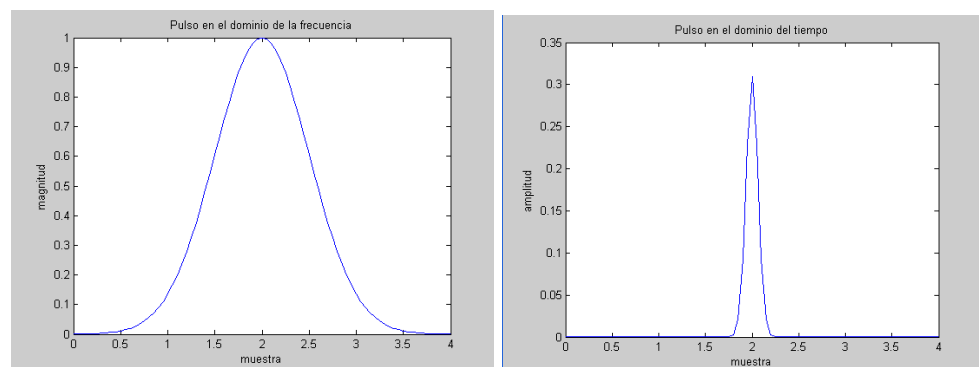 Pulso en el dominio de la frecuencia
1
0.9
0.8
0.7
0.6
0.5
0.4
0.3
0.2
0.1
0
magnitud
0 0.5 1 1.5 2 2.5 3 3.5 4
muestra
Pulso en el dominio del tiempo
0.35
0.3
0.25
0.2
0.15
0.1
0.05
0
amplitud
0 0.5 1 1.5 2 2.5 3 3.5 4
muestra